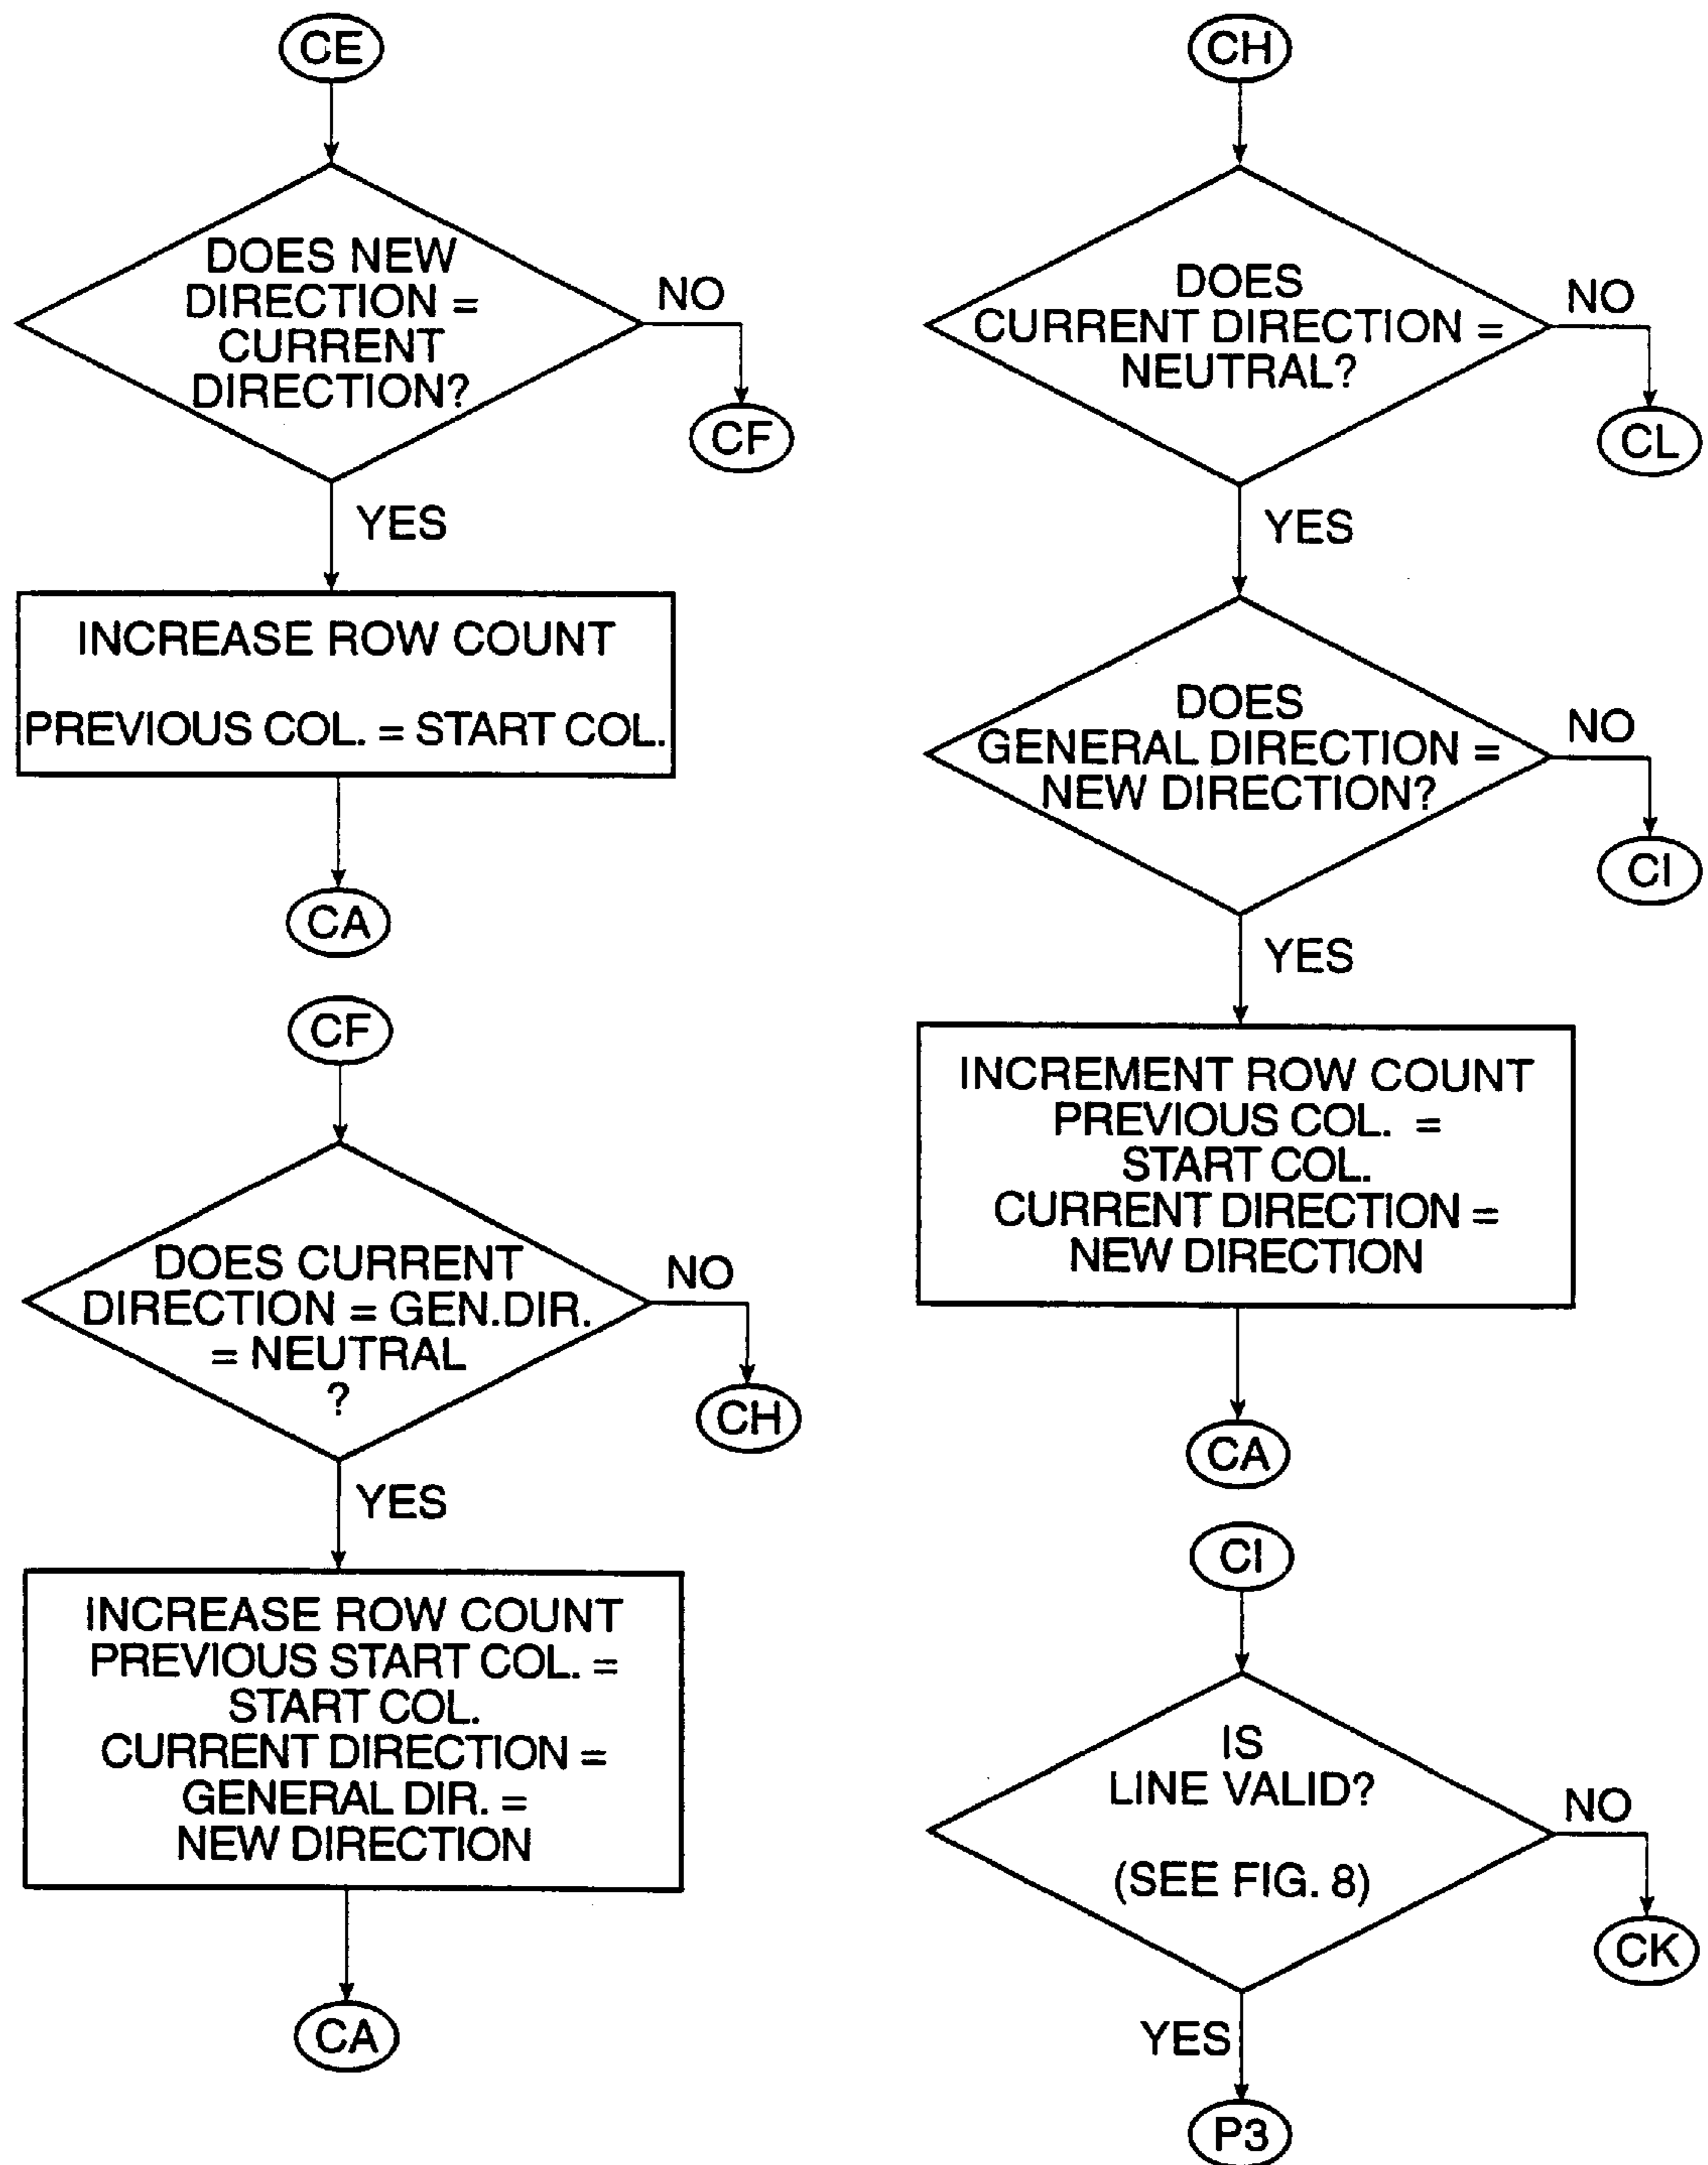 CE
DOES NEW
DIRECTION =
CURRENT
DIRECTION?
NO
CF
YES
INCREASE ROW COUNT
PREVIOUS COL. = START COL.
CA
CF
DOES CURRENT
DIRECTION = GEN.DIR.
= NEUTRAL
?
NO
CH
YES
INCREASE ROW COUNT
PREVIOUS START COL. =
START COL.
CURRENT DIRECTION =
GENERAL DIR. =
NEW DIRECTION
CA
CH
DOES
CURRENT DIRECTION =
NEUTRAL?
NO
CL
YES
DOES
GENERAL DIRECTION =
NEW DIRECTION?
NO
CI
YES
INCREMENT ROW COUNT
PREVIOUS COL. =
START COL.
CURRENT DIRECTION =
NEW DIRECTION
CA
CI
IS
LINE VALID?
(SEE FIG. 8)
NO
CK
YES
P3